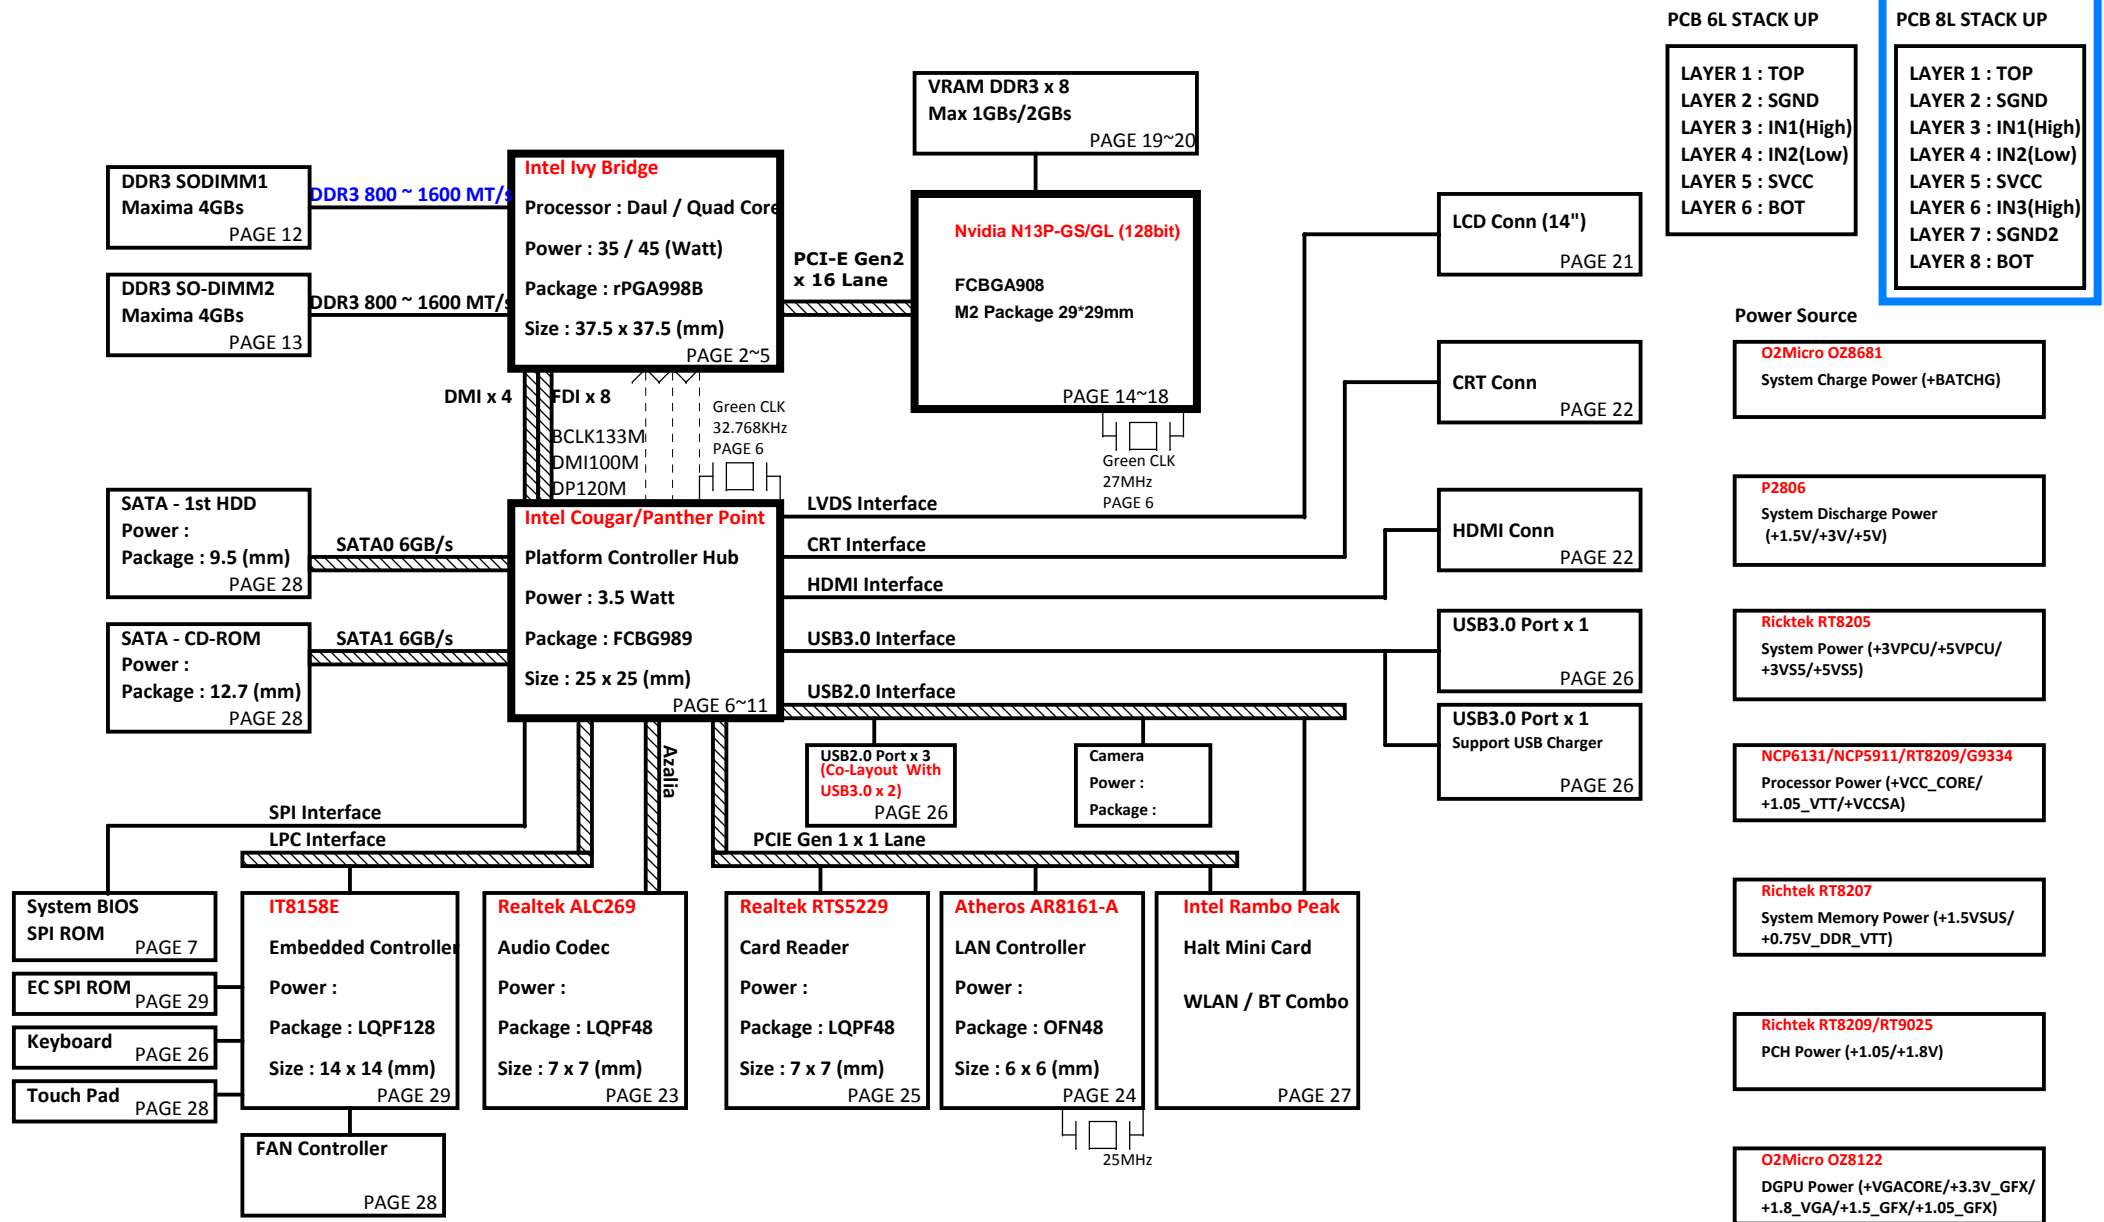 PCB 6L STACK UP
LAYER 1 : TOP
LAYER 2 : SGND
LAYER 3 : IN1(High)
LAYER 4 : IN2(Low)
LAYER 5 : SVCC
LAYER 6 : BOT
PCB 8L STACK UP
LAYER 1 : TOP
LAYER 2 : SGND
LAYER 3 : IN1(High)
LAYER 4 : IN2(Low)
LAYER 5 : SVCC
LAYER 6 : IN3(High)
LAYER 7 : SGND2
LAYER 8 : BOT
VRAM DDR3 x 8
Max 1GBs/2GBs
PAGE 19~20
DDR3 SODIMM1
Maxima 4GBs
PAGE 12
DDR3 800 ~ 1600 MT/s
DDR3 SO-DIMM2
Maxima 4GBs
PAGE 13
DDR3 800 ~ 1600 MT/s
Intel Ivy Bridge
Processor : Daul / Quad Core
Power : 35 / 45 (Watt)
Package : rPGA998B
Size : 37.5 x 37.5 (mm)
PAGE 2~5
PCI-E Gen2
x 16 Lane
Nvidia N13P-GS/GL (128bit)
FCBGA908
M2 Package 29*29mm
PAGE 14~18
Green CLK
27MHz
PAGE 6
DMI x 4
FDI x 8
BCLK133M
DMI100M
DP120M
Green CLK
32.768KHz
PAGE 6
LCD Conn (14")
PAGE 21
CRT Conn
PAGE 22
HDMI Conn
PAGE 22
USB3.0 Port x 1
PAGE 26
USB3.0 Port x 1
Support USB Charger
PAGE 26
SATA - 1st HDD
Power :
Package : 9.5 (mm)
PAGE 28
SATA0 6GB/s
SATA - CD-ROM
Power :
Package : 12.7 (mm)
PAGE 28
SATA1 6GB/s
Intel Cougar/Panther Point
Platform Controller Hub
Power : 3.5 Watt
Package : FCBG989
Size : 25 x 25 (mm)
PAGE 6~11
LVDS Interface
CRT Interface
HDMI Interface
USB3.0 Interface
USB2.0 Interface
USB2.0 Port x 3
(Co-Layout With
USB3.0 x 2)
PAGE 26
Camera
Power :
Package :
Azalia
SPI Interface
LPC Interface
PCIE Gen 1 x 1 Lane
System BIOS
SPI ROM
PAGE 7
EC SPI ROM
PAGE 29
Keyboard
PAGE 26
Touch Pad
PAGE 28
IT8158E
Embedded Controller
Power :
Package : LQPF128
Size : 14 x 14 (mm)
PAGE 29
FAN Controller
PAGE 28
Realtek ALC269
Audio Codec
Power :
Package : LQPF48
Size : 7 x 7 (mm)
PAGE 23
Realtek RTS5229
Card Reader
Power :
Package : LQPF48
Size : 7 x 7 (mm)
PAGE 25
Atheros AR8161-A
LAN Controller
Power :
Package : OFN48
Size : 6 x 6 (mm)
PAGE 24
25MHz
Intel Rambo Peak
Halt Mini Card
WLAN / BT Combo
PAGE 27
Power Source
O2Micro OZ8681
System Charge Power (+BATCHG)
P2806
System Discharge Power
(+1.5V/+3V/+5V)
Ricktek RT8205
System Power (+3VPCU/+5VPCU/
+3VS5/+5VS5)
NCP6131/NCP5911/RT8209/G9334
Processor Power (+VCC_CORE/
+1.05_VTT/+VCCSA)
Richtek RT8207
System Memory Power (+1.5VSUS/
+0.75V_DDR_VTT)
Richtek RT8209/RT9025
PCH Power (+1.05/+1.8V)
O2Micro OZ8122
DGPU Power (+VGACORE/+3.3V_GFX/
+1.8_VGA/+1.5_GFX/+1.05_GFX)